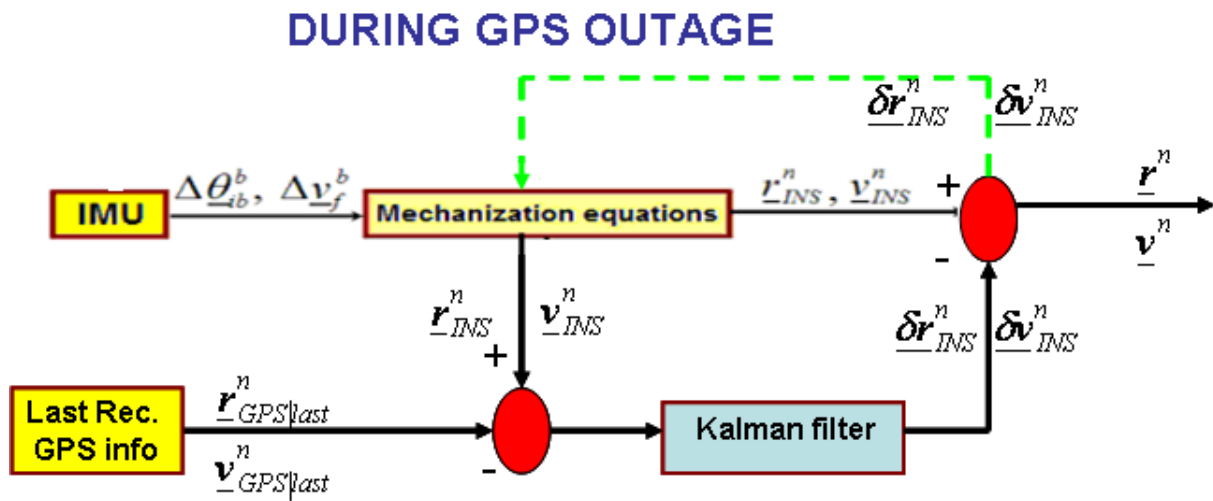 DURING GPS OUTAGE
δr^n_INS δv^n_INS
IMU
Δθ^b_ib, Δv^b_f
Mechanization equations
r^n_INS, v^n_INS
+
-
r^n
v^n
r^n_INS v^n_INS
+
-
δr^n_INS δv^n_INS
Last Rec.
GPS info
r^n_GPS|last
v^n_GPS|last
Kalman filter